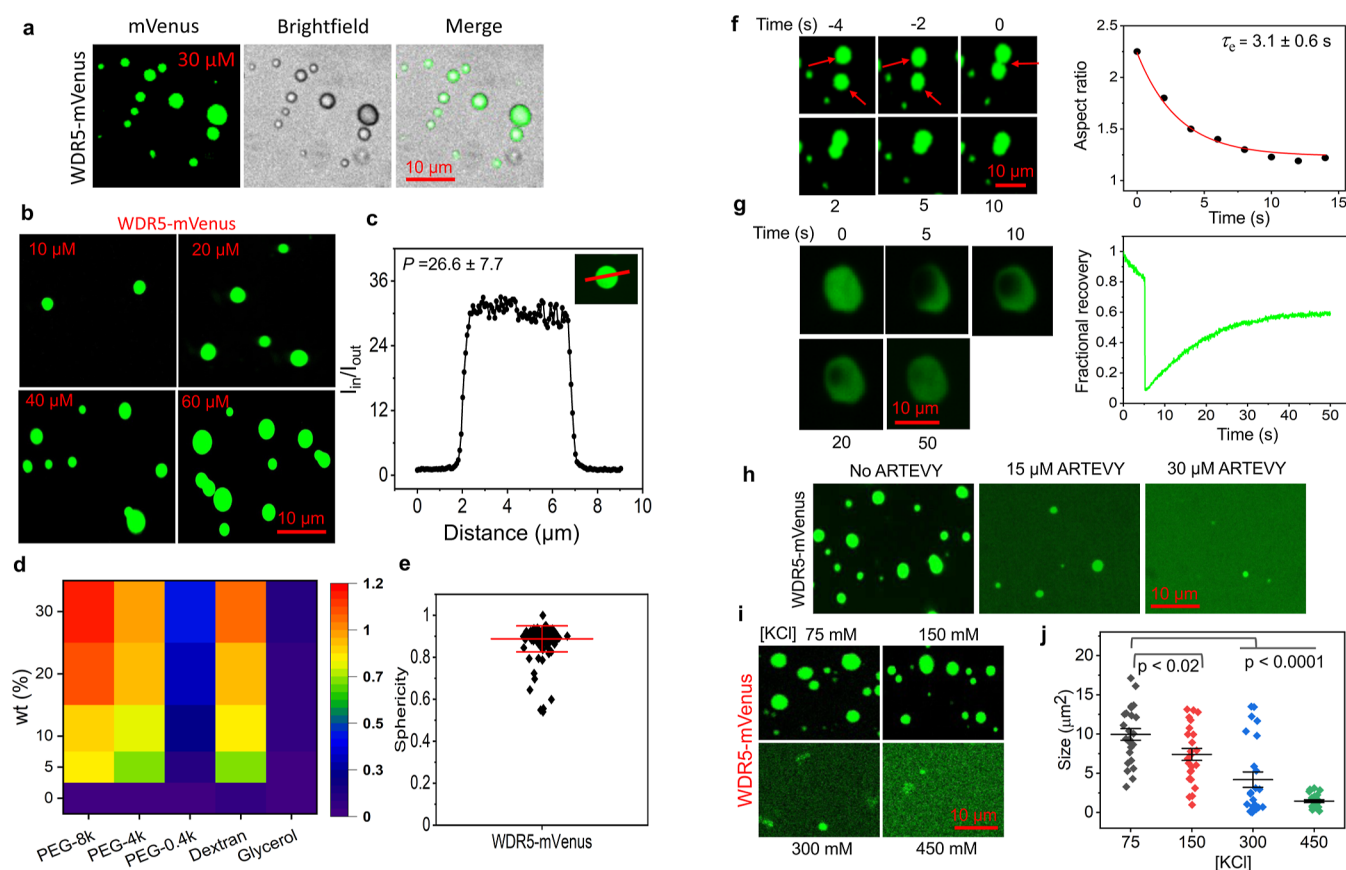 a
mVenus Brightfield Merge
WDR5-mVenus
30 µM
10 µm
b
WDR5-mVenus
10 µM
20 µM
40 µM
60 µM
10 µm
c
P =26.6 ± 7.7
I_in/I_out
36
24
12
0
0 2 4 6 8 10
Distance (µm)
d
wt (%)
30
20
10
5
0
PEG-8k PEG-4k PEG-0.4k Dextran Glycerol
1.2
1
0.8
0.7
0.5
0.3
0
e
Sphericity
1
0.8
0.6
0.4
0.2
0
WDR5-mVenus
f
Time (s) -4 -2 0
2 5 10
10 µm
τe = 3.1 ± 0.6 s
Aspect ratio
2.5
2
1.5
1
0 5 10 15
Time (s)
g
Time (s) 0 5 10
20 50
10 µm
Fractional recovery
1
0.8
0.6
0.4
0.2
0
0 10 20 30 40 50
Time (s)
h
No ARTEVY 15 µM ARTEVY 30 µM ARTEVY
WDR5-mVenus
10 µm
i
[KCl] 75 mM 150 mM
WDR5-mVenus
300 mM 450 mM
10 µm
j
p < 0.02
p < 0.0001
Size (µm²)
20
15
10
5
0
75 150 300 450
[KCl]